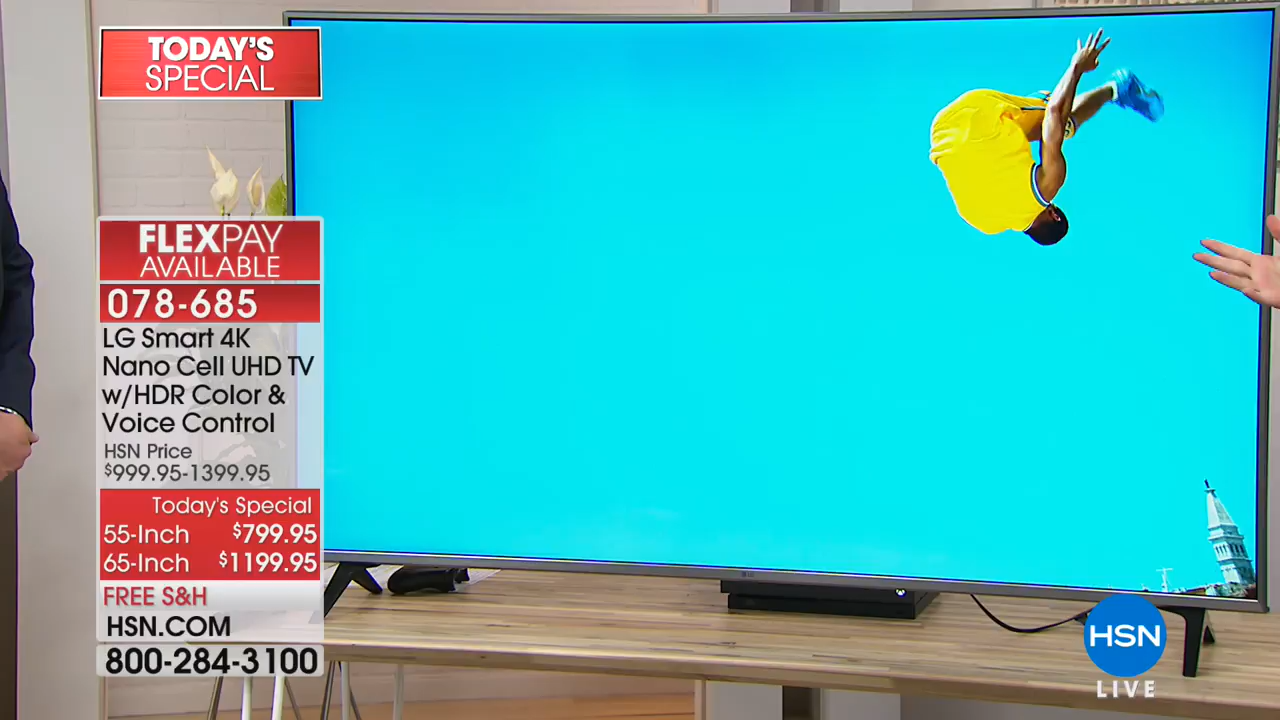 TODAY'S
SPECIAL
FLEXPAY
AVAILABLE
078-685
LG Smart 4K
Nano Cell UHD TV
w/HDR Color &
Voice Control
HSN Price
$999.95-1399.95
Today's Special
55-Inch $799.95
65-Inch $1199.95
FREE S&H
HSN.COM
800-284-3100
LG
HSN
LIVE